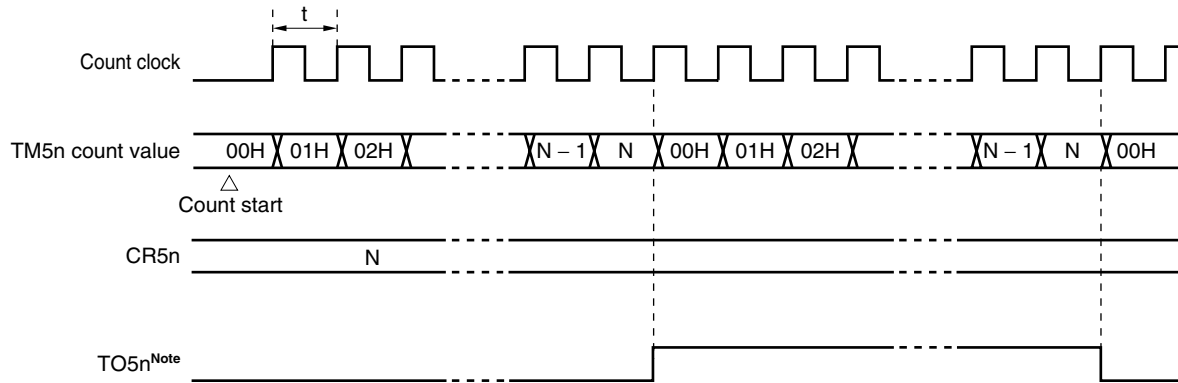 t
Count clock
TM5n count value 00H 01H 02H N – 1 N 00H 01H 02H N – 1 N 00H
Count start
CR5n N
TO5nNote